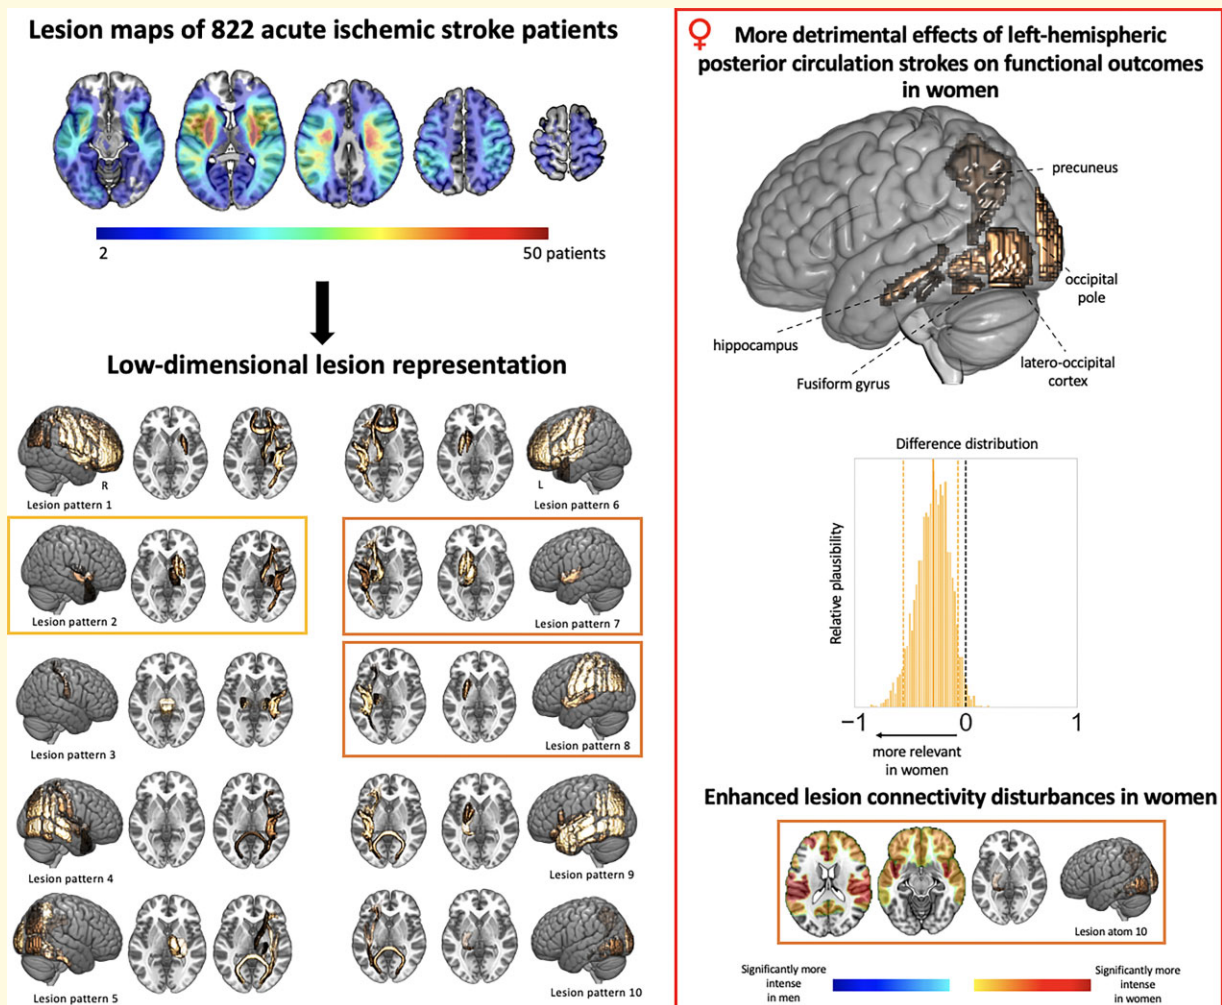 Lesion maps of 822 acute ischemic stroke patients
2
50 patients
Low-dimensional lesion representation
R
Lesion pattern 1
L
Lesion pattern 6
Lesion pattern 2
Lesion pattern 7
Lesion pattern 3
Lesion pattern 8
Lesion pattern 4
Lesion pattern 9
Lesion pattern 5
Lesion pattern 10
♀ More detrimental effects of left-hemispheric
posterior circulation strokes on functional outcomes
in women
precuneus
occipital
pole
hippocampus
latero-occipital
cortex
Fusiform gyrus
Difference distribution
Relative plausibility
−1
0
1
more relevant
in women
Enhanced lesion connectivity disturbances in women
Lesion atom 10
Significantly more
intense
in men
Significantly more
intense
in women